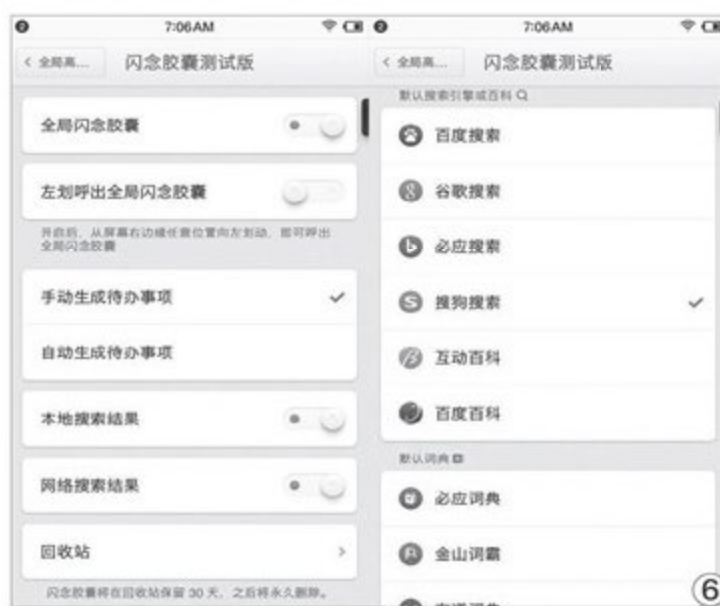 7:06AM
全局高...
闪念胶囊测试版
全局闪念胶囊
左划呼出全局闪念胶囊
开启后，从屏幕右边缘任意位置向左划动，即可呼出
全局闪念胶囊
手动生成待办事项
自动生成待办事项
本地搜索结果
网络搜索结果
回收站
闪念胶囊将在回收站保留 30 天，之后将永久删除。
7:06AM
全局高...
闪念胶囊测试版
默认搜索引擎或百科
百度搜索
谷歌搜索
必应搜索
搜狗搜索
互动百科
百度百科
默认词典
必应词典
金山词霸
⑥